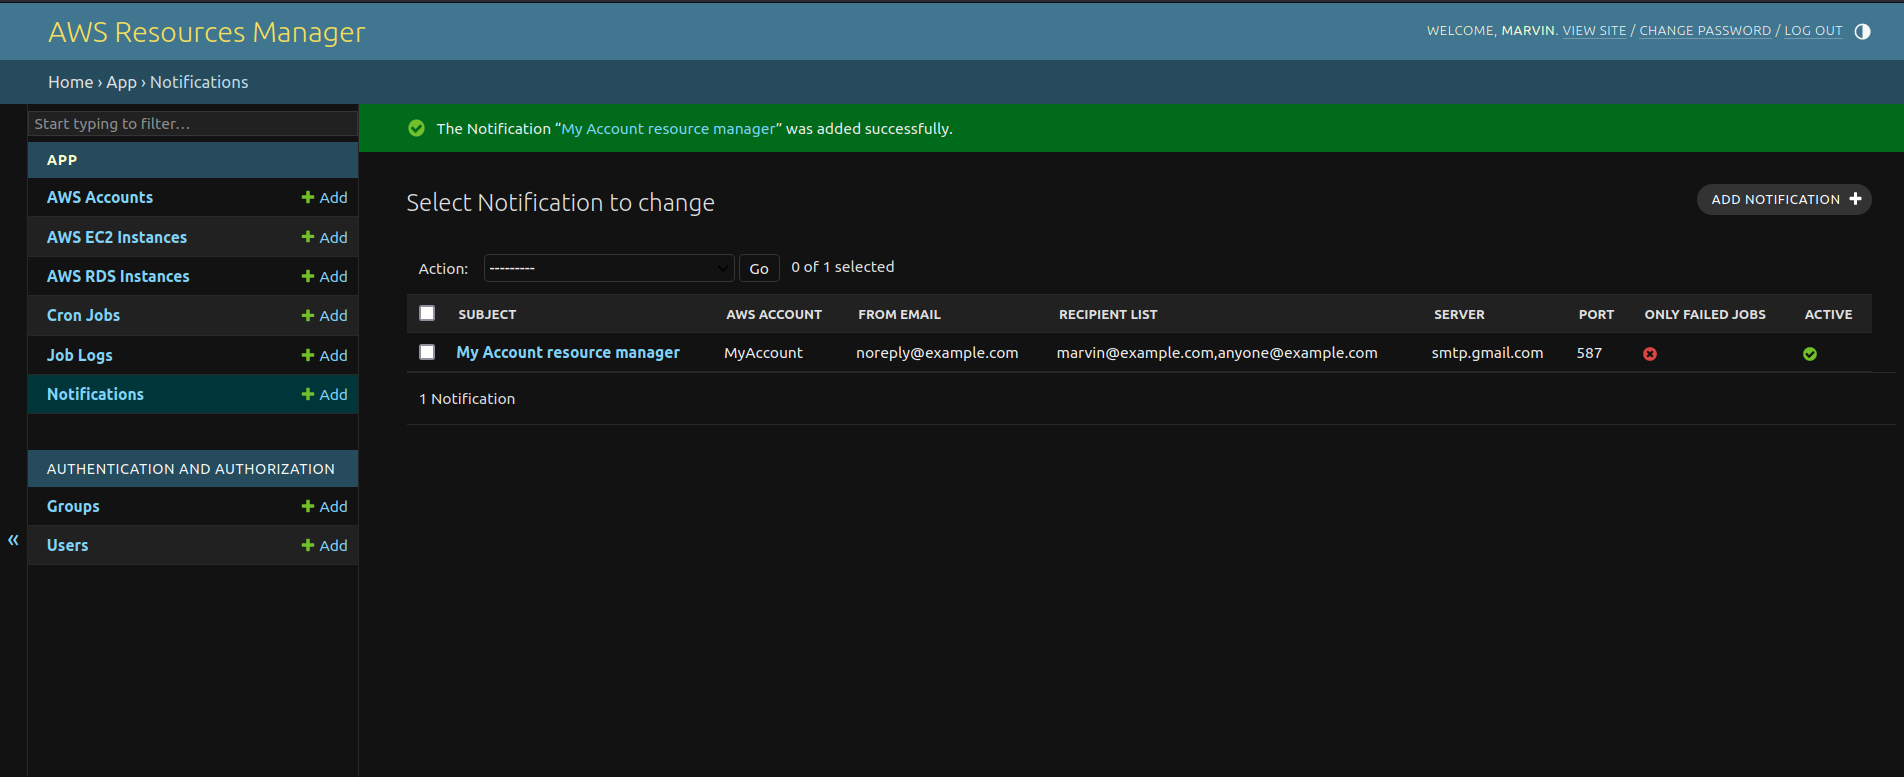 AWS Resources Manager
WELCOME, MARVIN. VIEW SITE / CHANGE PASSWORD / LOG OUT
Home › App › Notifications
Start typing to filter…
The Notification “My Account resource manager” was added successfully.
APP
AWS Accounts Add
AWS EC2 Instances Add
AWS RDS Instances Add
Cron Jobs Add
Job Logs Add
Notifications Add
AUTHENTICATION AND AUTHORIZATION
Groups Add
Users Add
«
Select Notification to change
ADD NOTIFICATION
Action: --------- Go 0 of 1 selected
SUBJECT AWS ACCOUNT FROM EMAIL RECIPIENT LIST SERVER PORT ONLY FAILED JOBS ACTIVE
My Account resource manager MyAccount noreply@example.com marvin@example.com,anyone@example.com smtp.gmail.com 587
1 Notification